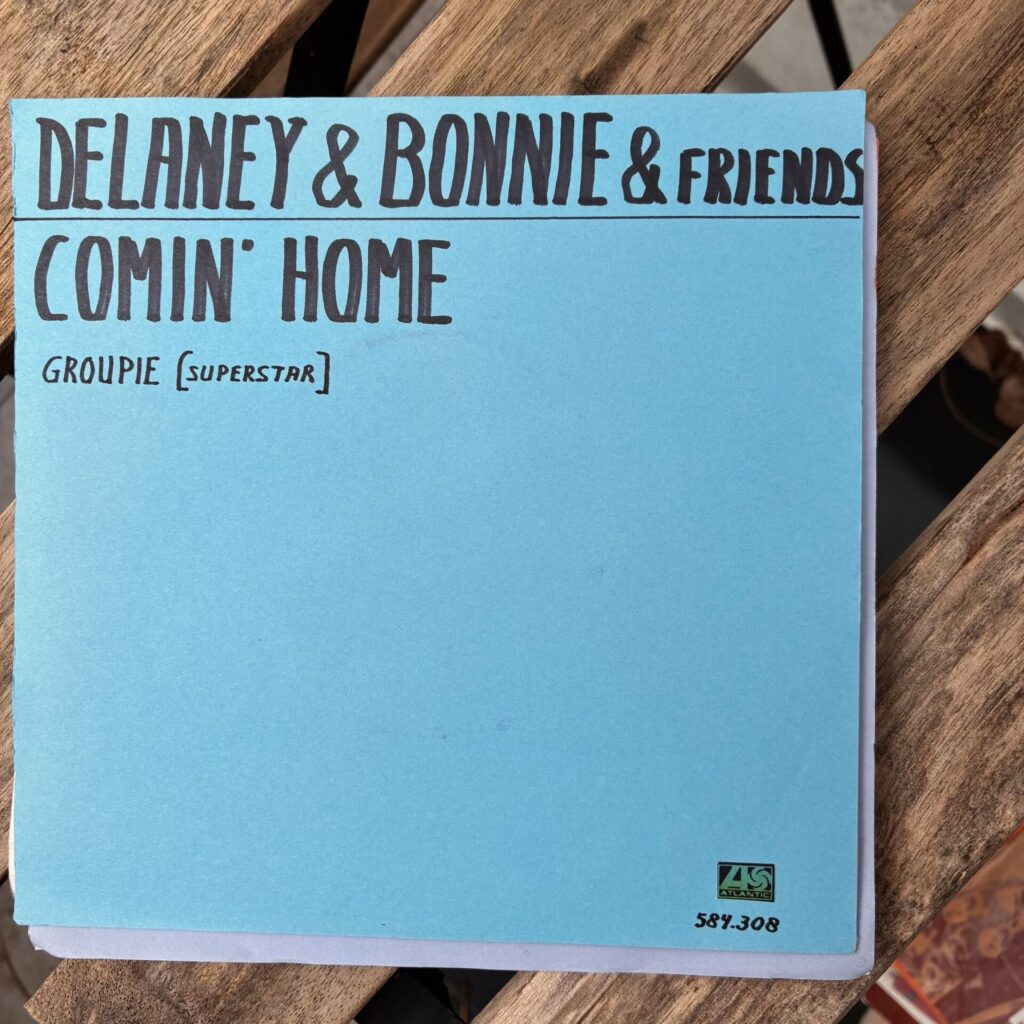 DELANEY & BONNIE & FRIENDS
COMIN' HOME
GROUPIE [SUPERSTAR]
ATLANTIC
584.308